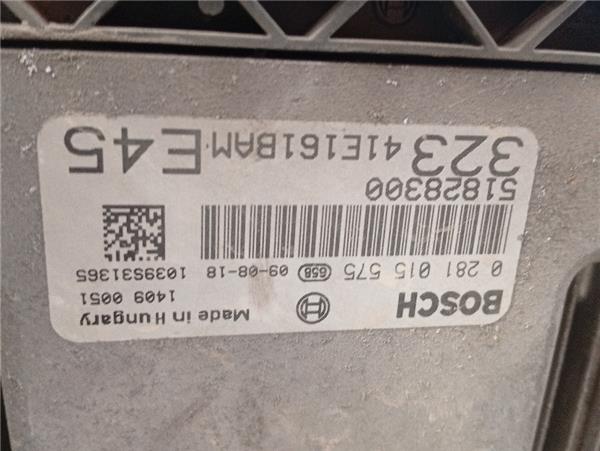 BOSCH Made in Hungary
1409 0051
0 281 015 575 658 09-08-18 1039S31365
51828300
323 41E161BAM E45